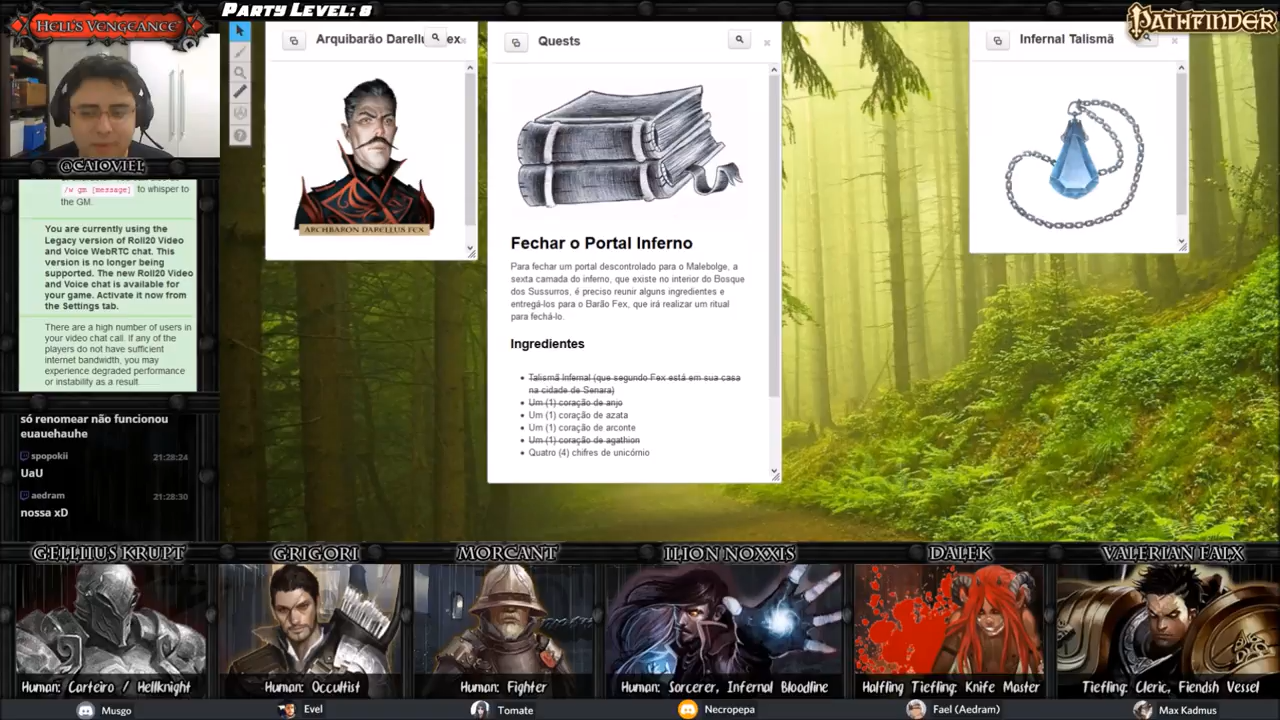 PARTY LEVEL: 8
HELL'S VENGEANCE
PATHFINDER
@CAIOVIEL
/w gm [message] to whisper to
the GM.
You are currently using the
Legacy version of Roll20 Video
and Voice WebRTC chat. This
version is no longer being
supported. The new Roll20 Video
and Voice chat is available for
your game. Activate it now from
the Settings tab.
There are a high number of users in
your video chat call. If any of the
players do not have sufficient
internet bandwidth, you may
experience degraded performance
or instability as a result.
só renomear não funcionou
euauehauhe
spopokii 21:28:24
UaU
aedram 21:28:30
nossa xD
Arquibarão Darellu ex
ARCHBARON DARELLUS FEX
Quests
Fechar o Portal Inferno
Para fechar um portal descontrolado para o Malebolge, a
sexta camada do inferno, que existe no interior do Bosque
dos Sussurros, é preciso reunir alguns ingredientes e
entregá-los para o Barão Fex, que irá realizar um ritual
para fechá-lo.
Ingredientes
• Talismã Infernal (que segundo Fex está em sua casa
na cidade de Senara)
• Um (1) coração de anjo
• Um (1) coração de azata
• Um (1) coração de arconte
• Um (1) coração de agathion
• Quatro (4) chifres de unicórnio
Infernal Talismã
GELLIUS KRUPT
Human: Carteiro / Hellknight
Musgo
GRIGORI
Human: Occultist
Evel
MORCANT
Human: Fighter
Tomate
ILION NOXXIS
Human: Sorcerer, Infernal Bloodline
Necropepa
DALEK
Halfling Tiefling: Knife Master
Fael (Aedram)
VALERIAN FALX
Tiefling: Cleric, Fiendsh Vessel
Max Kadmus